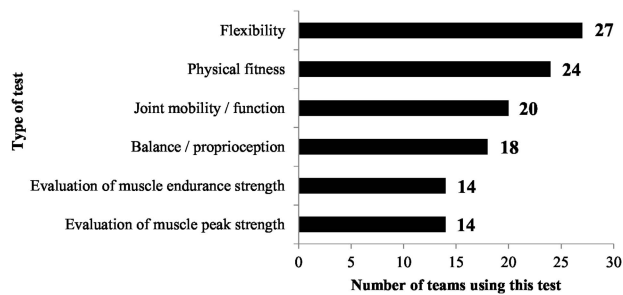 Type of test
Flexibility 27
Physical fitness 24
Joint mobility / function 20
Balance / proprioception 18
Evaluation of muscle endurance strength 14
Evaluation of muscle peak strength 14
0 5 10 15 20 25 30
Number of teams using this test